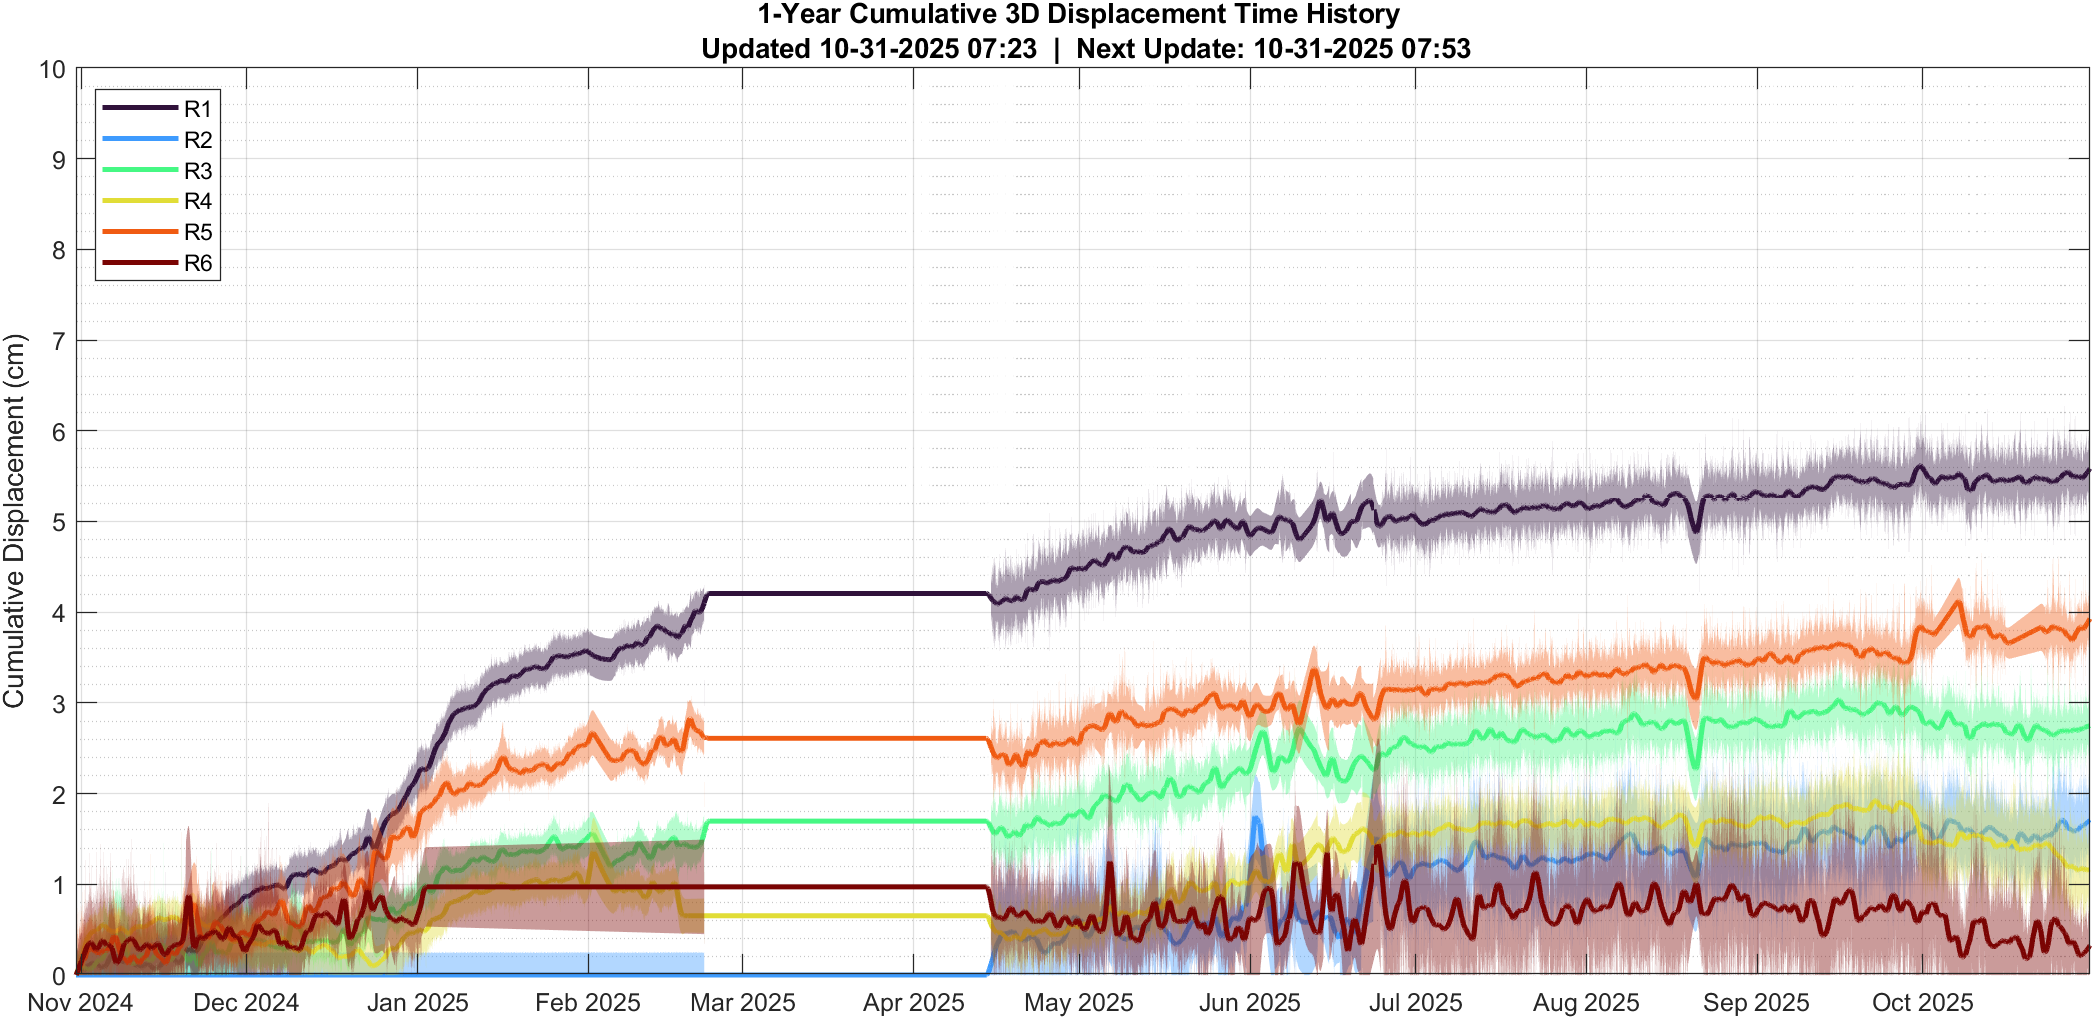 1-Year Cumulative 3D Displacement Time History
Updated 10-31-2025 07:23 | Next Update: 10-31-2025 07:53
10
9
8
7
6
5
4
3
2
1
0
Cumulative Displacement (cm)
R1
R2
R3
R4
R5
R6
Nov 2024 Dec 2024 Jan 2025 Feb 2025 Mar 2025 Apr 2025 May 2025 Jun 2025 Jul 2025 Aug 2025 Sep 2025 Oct 2025